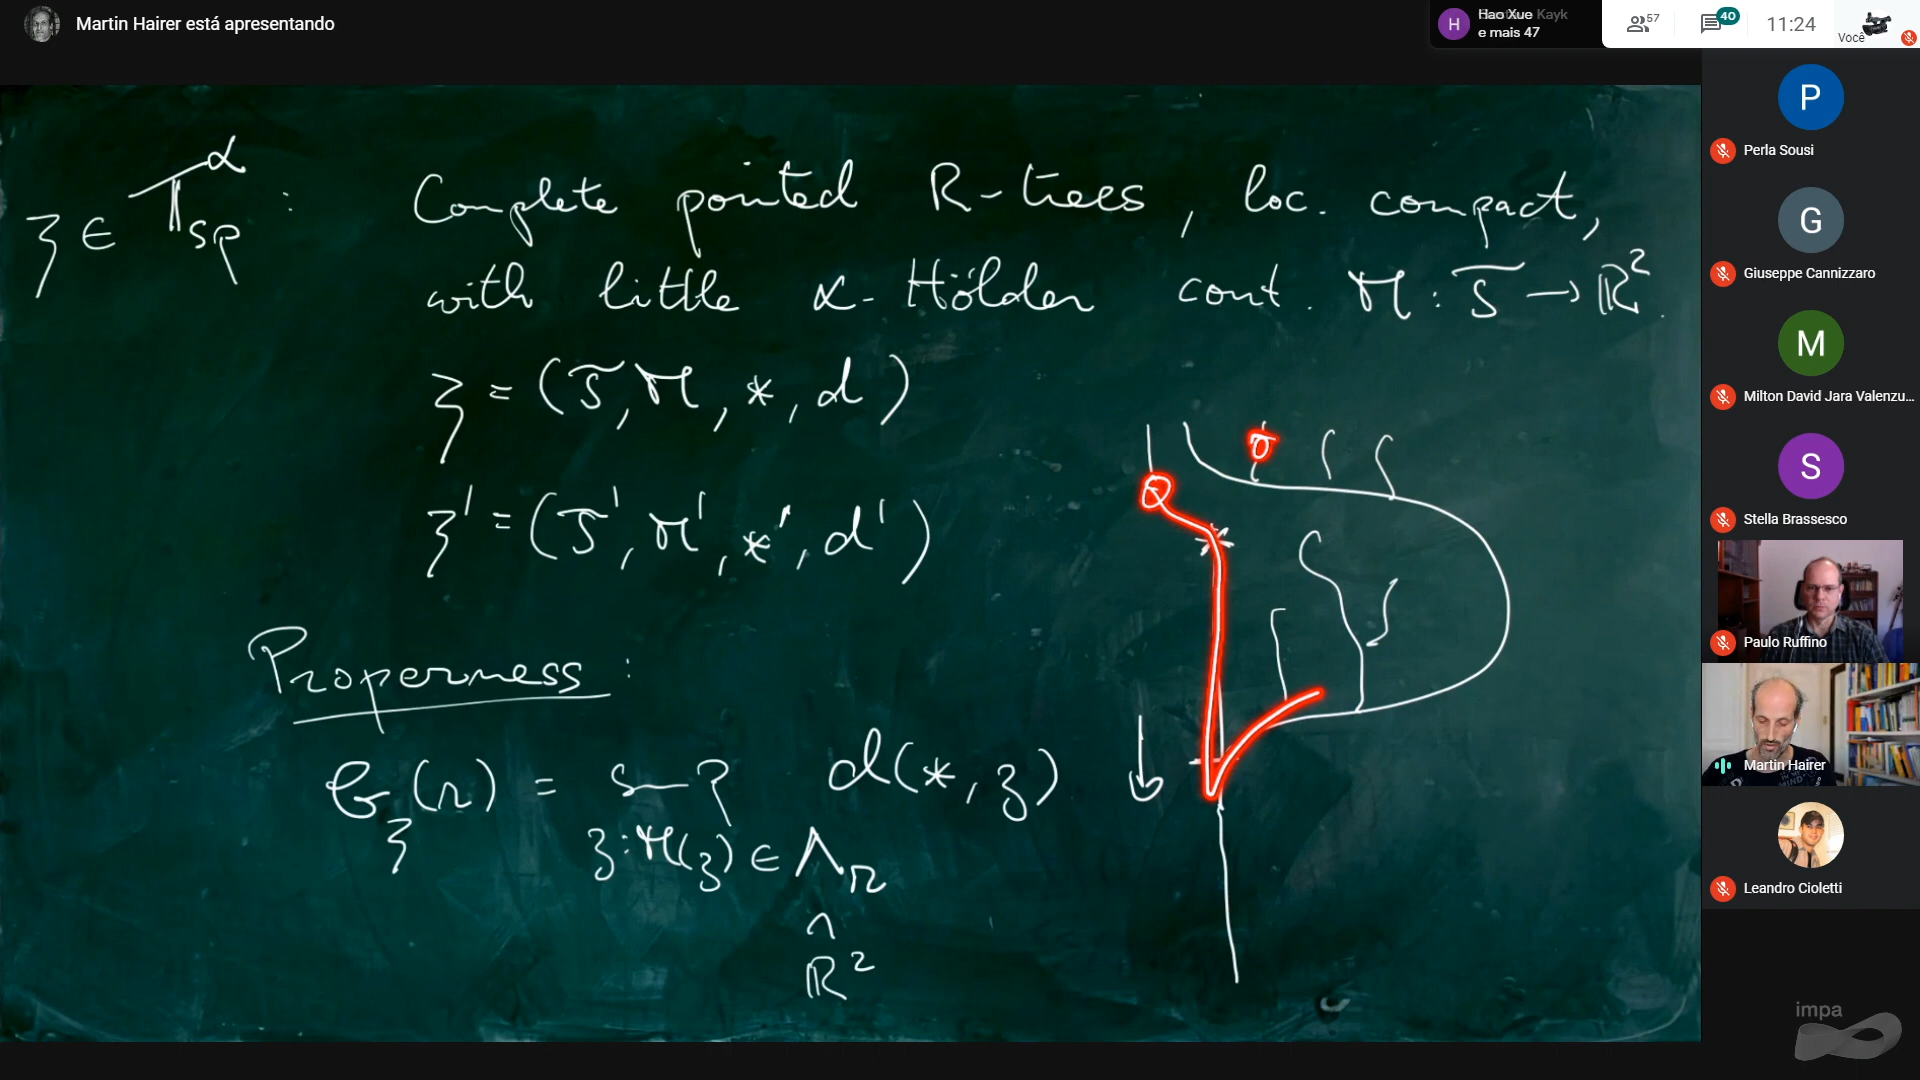 Martin Hairer está apresentando
Hao Xue
Kayk
e mais 47
57
40
11:24
Você
ζ ∈ 𝕋^α_sp :
Complete pointed R-trees, loc. compact,
with little α-Hölder cont. M : T → ℝ².
ζ = (T, M, *, d)
ζ' = (T', M', *', d')
Properness :
b_ζ(r) = sup d(*, z)
z : M(z) ∈ Λ_r
∩
ℝ²
P
Perla Sousi
G
Giuseppe Cannizzaro
M
Milton David Jara Valenzu...
S
Stella Brassesco
Paulo Ruffino
Martin Hairer
Leandro Cioletti
H
impa